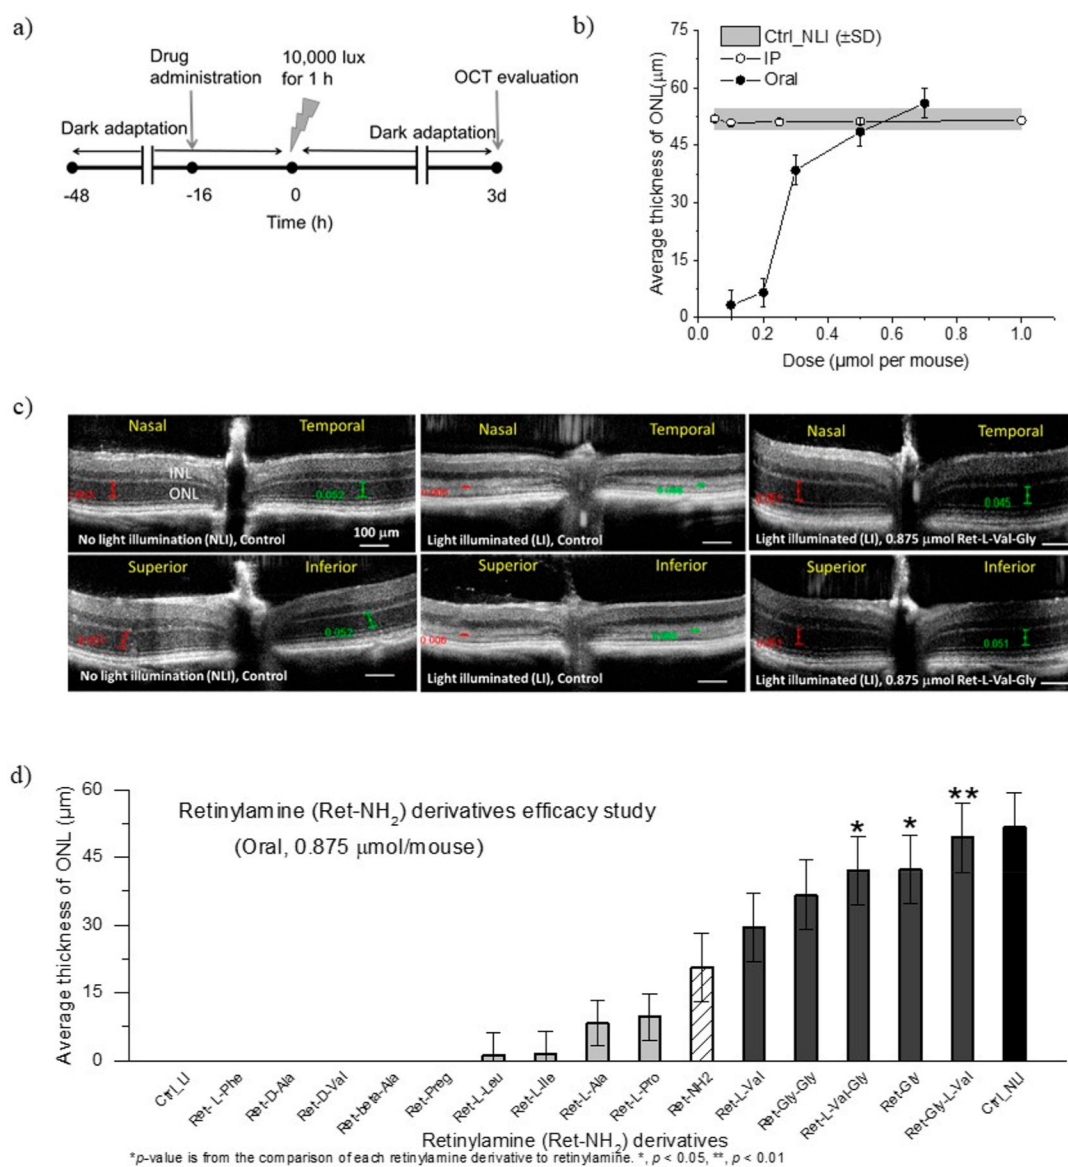 a)
Drug
administration
10,000 lux
for 1 h
OCT evaluation
Dark adaptation
Dark adaptation
-48
-16
0
3d
Time (h)
b)
Average thickness of ONL(μm)
75
60
45
30
15
0
Ctrl_NLI (±SD)
IP
Oral
0.0
0.2
0.4
0.6
0.8
1.0
Dose (μmol per mouse)
c)
Nasal
Temporal
INL
ONL
0.052
100 μm
No light illumination (NLI), Control
Nasal
Temporal
Light illuminated (LI), Control
Nasal
Temporal
0.045
Light illuminated (LI), 0.875 μmol Ret-L-Val-Gly
Superior
Inferior
0.052
No light illumination (NLI), Control
Superior
Inferior
Light illuminated (LI), Control
Superior
Inferior
0.051
Light illuminated (LI), 0.875 μmol Ret-L-Val-Gly
d)
Average thickness of ONL (μm)
60
45
30
15
0
Retinylamine (Ret-NH2) derivatives efficacy study
(Oral, 0.875 μmol/mouse)
*
*
**
Ctrl_LI
Ret- L-Phe
Ret-D-Ala
Ret-D-Val
Ret-beta-Ala
Ret-Preg
Ret-L-Leu
Ret-L-Ile
Ret-L-Ala
Ret-L-Pro
Ret-NH2
Ret-L-Val
Ret-Gly-Gly
Ret-L-Val-Gly
Ret-Gly
Ret-Gly-L-Val
Ctrl_NLI
Retinylamine (Ret-NH2) derivatives
*p-value is from the comparison of each retinylamine derivative to retinylamine. *, p < 0.05, **, p < 0.01